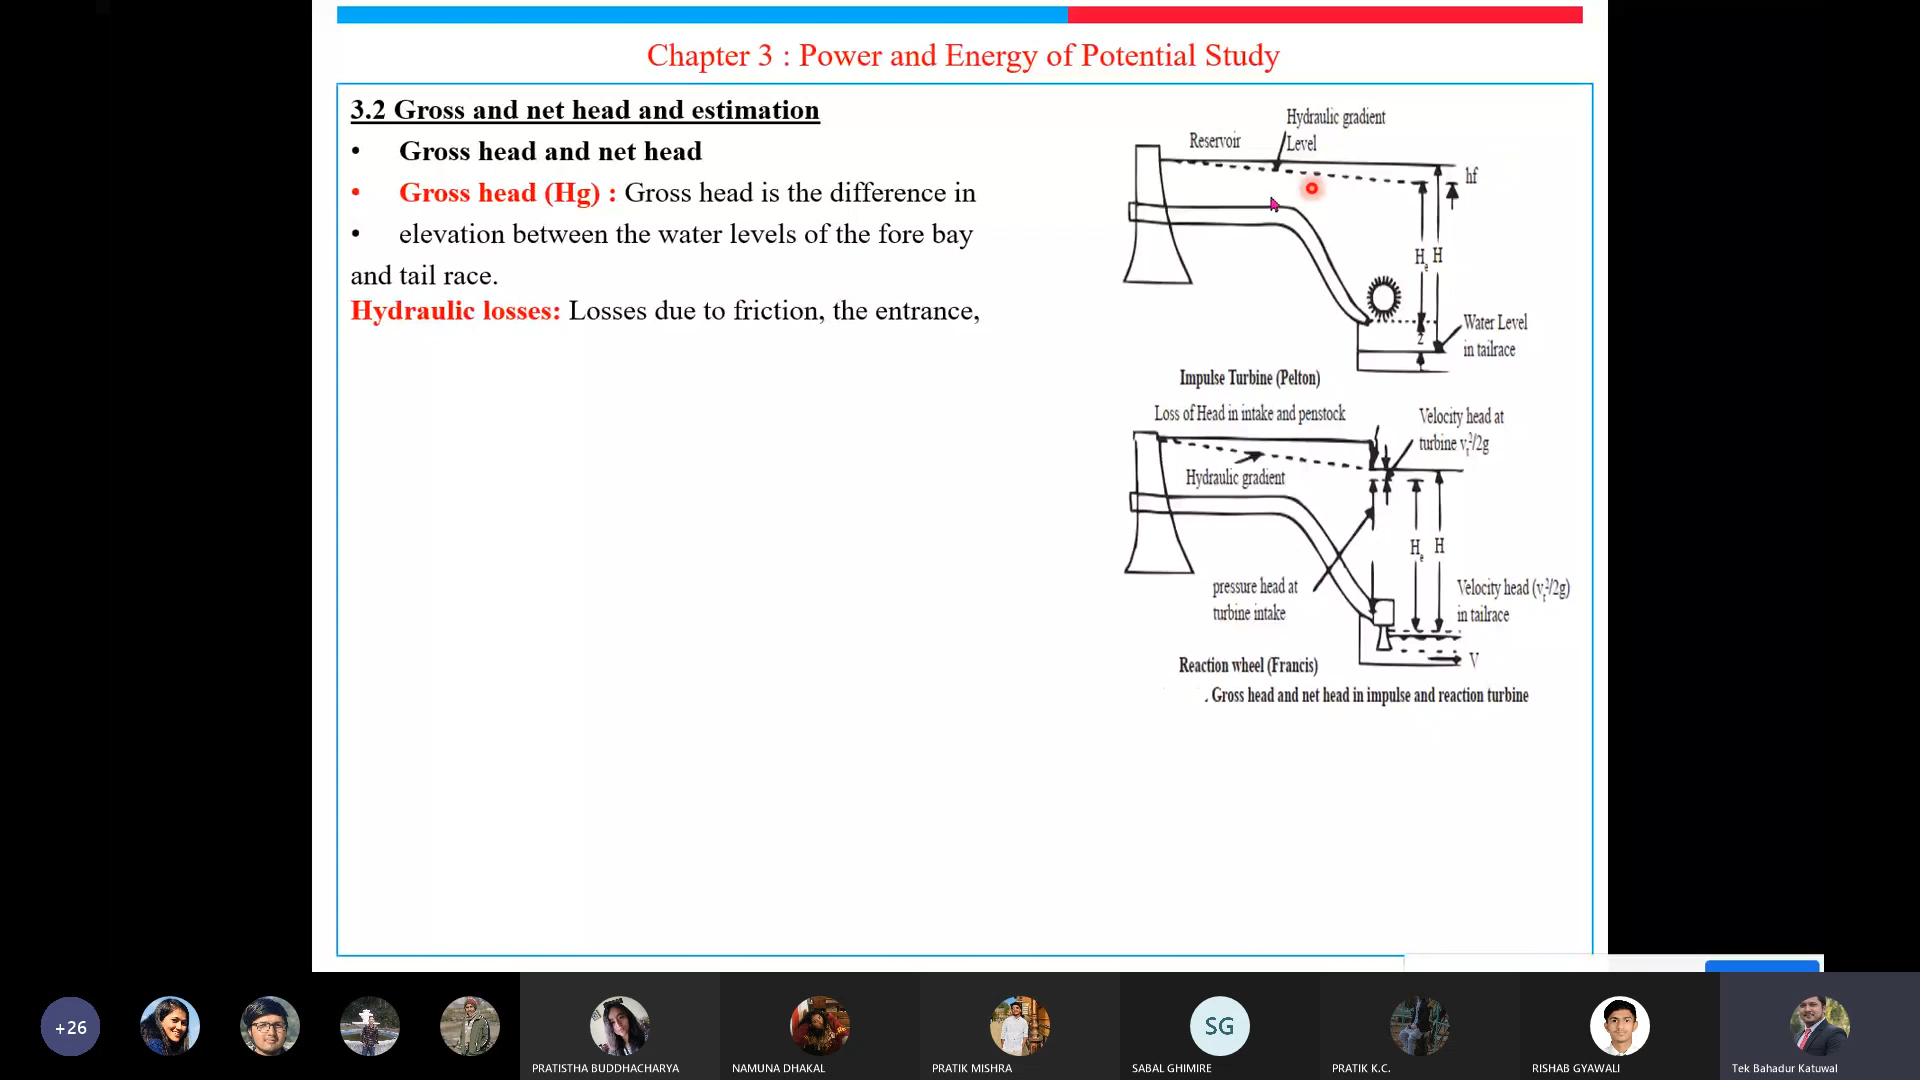 Chapter 3 : Power and Energy of Potential Study
3.2 Gross and net head and estimation
• Gross head and net head
• Gross head (Hg) : Gross head is the difference in
• elevation between the water levels of the fore bay
and tail race.
Hydraulic losses: Losses due to friction, the entrance,
Hydraulic gradient
Level
Reservoir
hf
He H
Z
Water Level
in tailrace
Impulse Turbine (Pelton)
Loss of Head in intake and penstock
Velocity head at
turbine
Hydraulic gradient
He H
pressure head at
turbine intake
Velocity head
in tailrace
V
Reaction wheel (Francis)
. Gross head and net head in impulse and reaction turbine
+26
SG
PRATISTHA BUDDHACHARYA
NAMUNA DHAKAL
PRATIK MISHRA
SABAL GHIMIRE
PRATIK K.C.
RISHAB GYAWALI
Tek Bahadur Katuwal